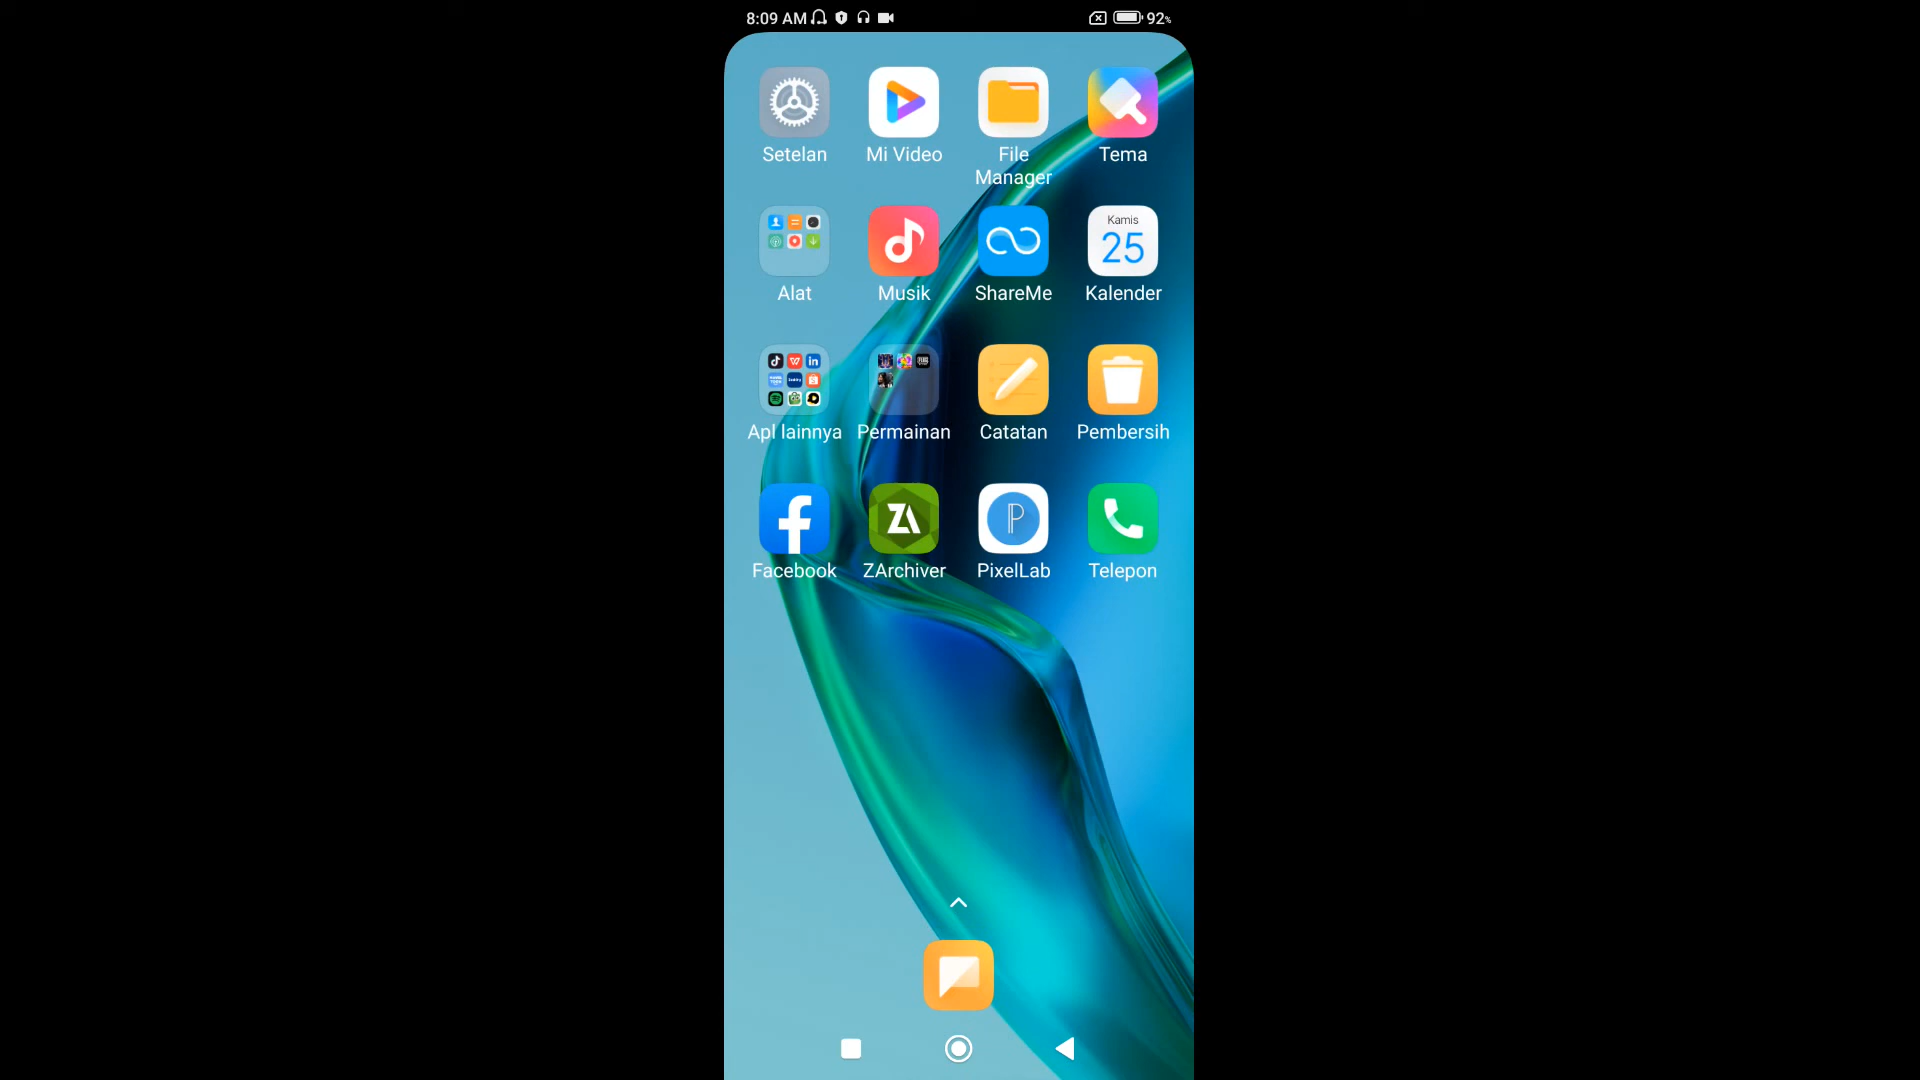 8:09 AM 92%
Setelan Mi Video File Manager Tema
Alat Musik ShareMe Kamis 25 Kalender
Apl lainnya Permainan Catatan Pembersih
Facebook ZArchiver PixelLab Telepon